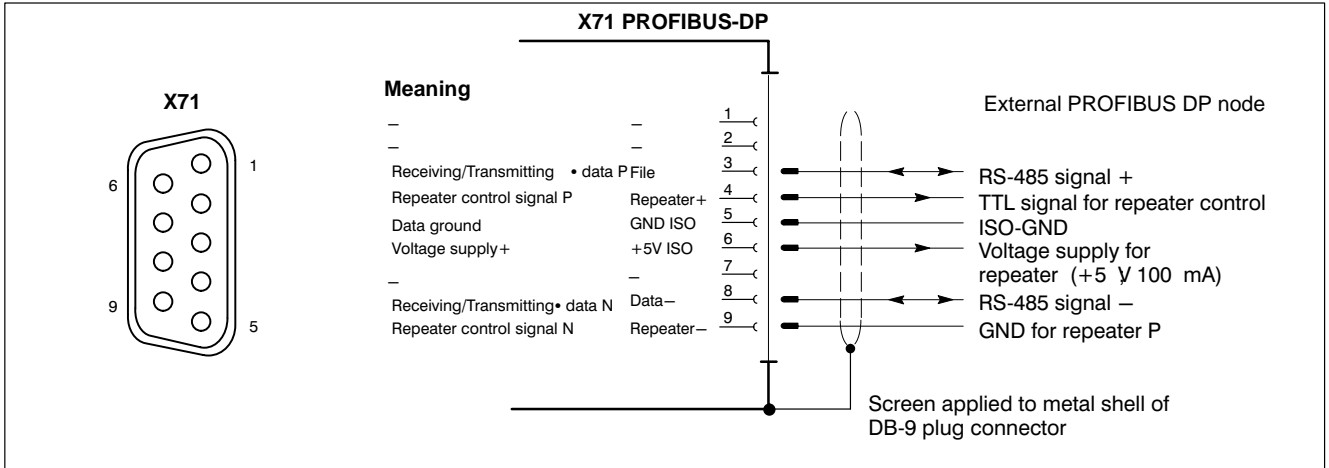 X71 PROFIBUS-DP
X71
1
6
9
5
Meaning
External PROFIBUS DP node
– – 1
– – 2
Receiving/Transmitting • data P File 3 RS-485 signal +
Repeater control signal P Repeater+ 4 TTL signal for repeater control
Data ground GND ISO 5 ISO-GND
Voltage supply+ +5V ISO 6 Voltage supply for
repeater (+5 V/ 100 mA)
– – 7
Receiving/Transmitting• data N Data– 8 RS-485 signal –
Repeater control signal N Repeater– 9 GND for repeater P
Screen applied to metal shell of
DB-9 plug connector